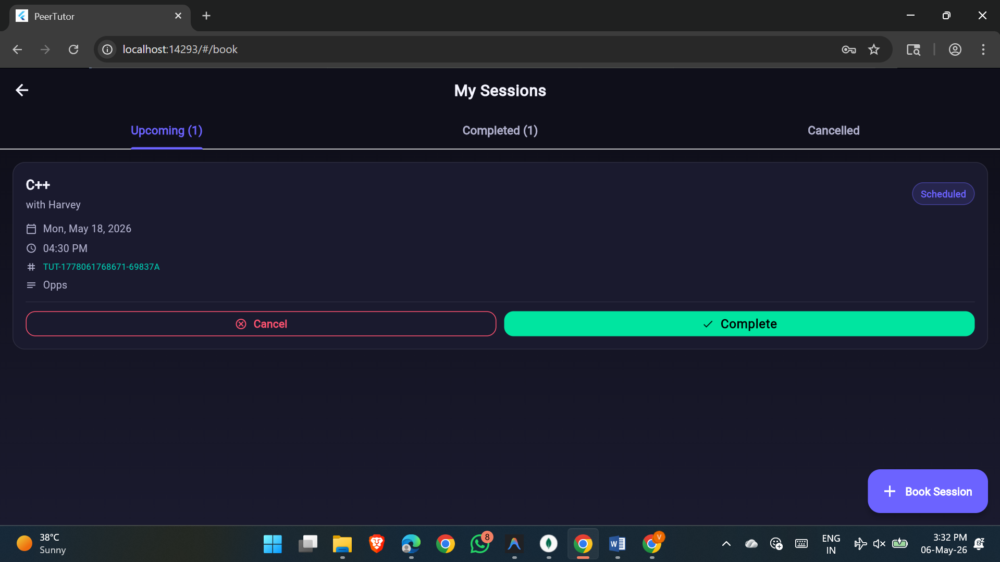 PeerTutor
localhost:14293/#/book
My Sessions
Upcoming (1)
Completed (1)
Cancelled
C++
with Harvey
Scheduled
Mon, May 18, 2026
04:30 PM
TUT-1778061768671-69837A
Opps
Cancel
Complete
+ Book Session
38°C
Sunny
8
W
V
ENG
IN
3:32 PM
06-May-26